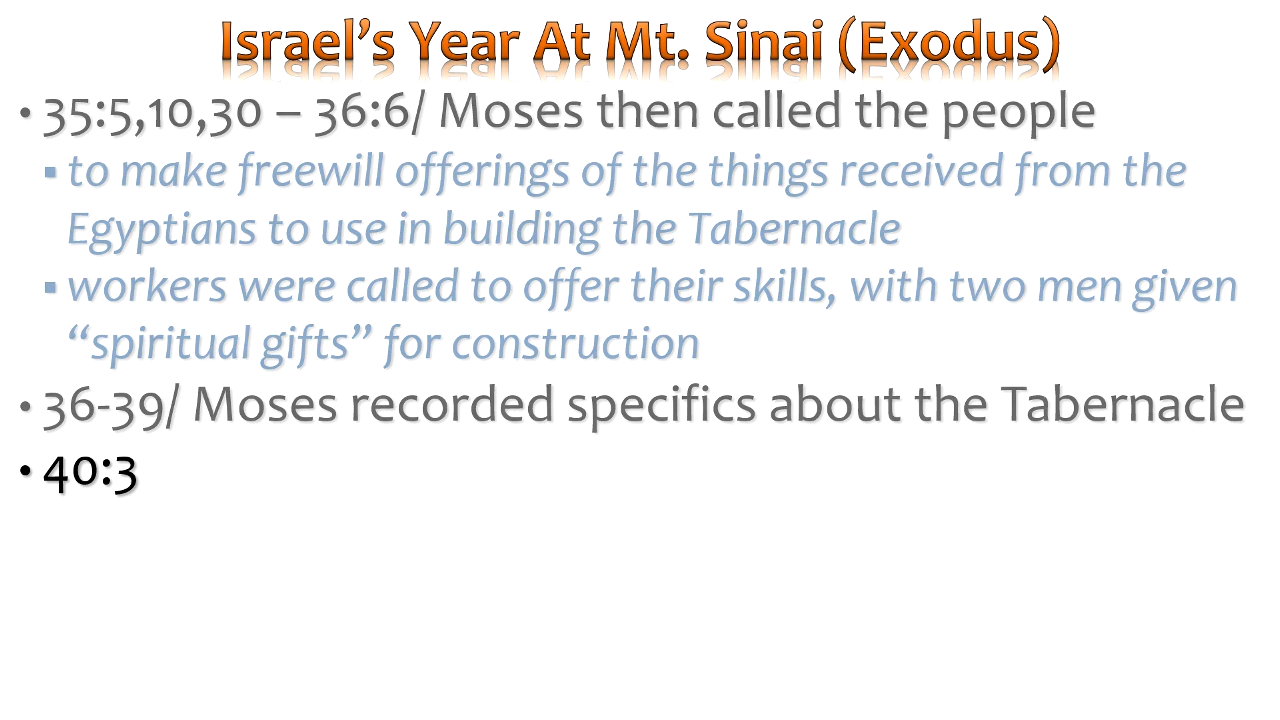 Israel’s Year At Mt. Sinai (Exodus)
• 35:5,10,30 – 36:6/ Moses then called the people
▪ to make freewill offerings of the things received from the
Egyptians to use in building the Tabernacle
▪ workers were called to offer their skills, with two men given
“spiritual gifts” for construction
• 36-39/ Moses recorded specifics about the Tabernacle
• 40:3